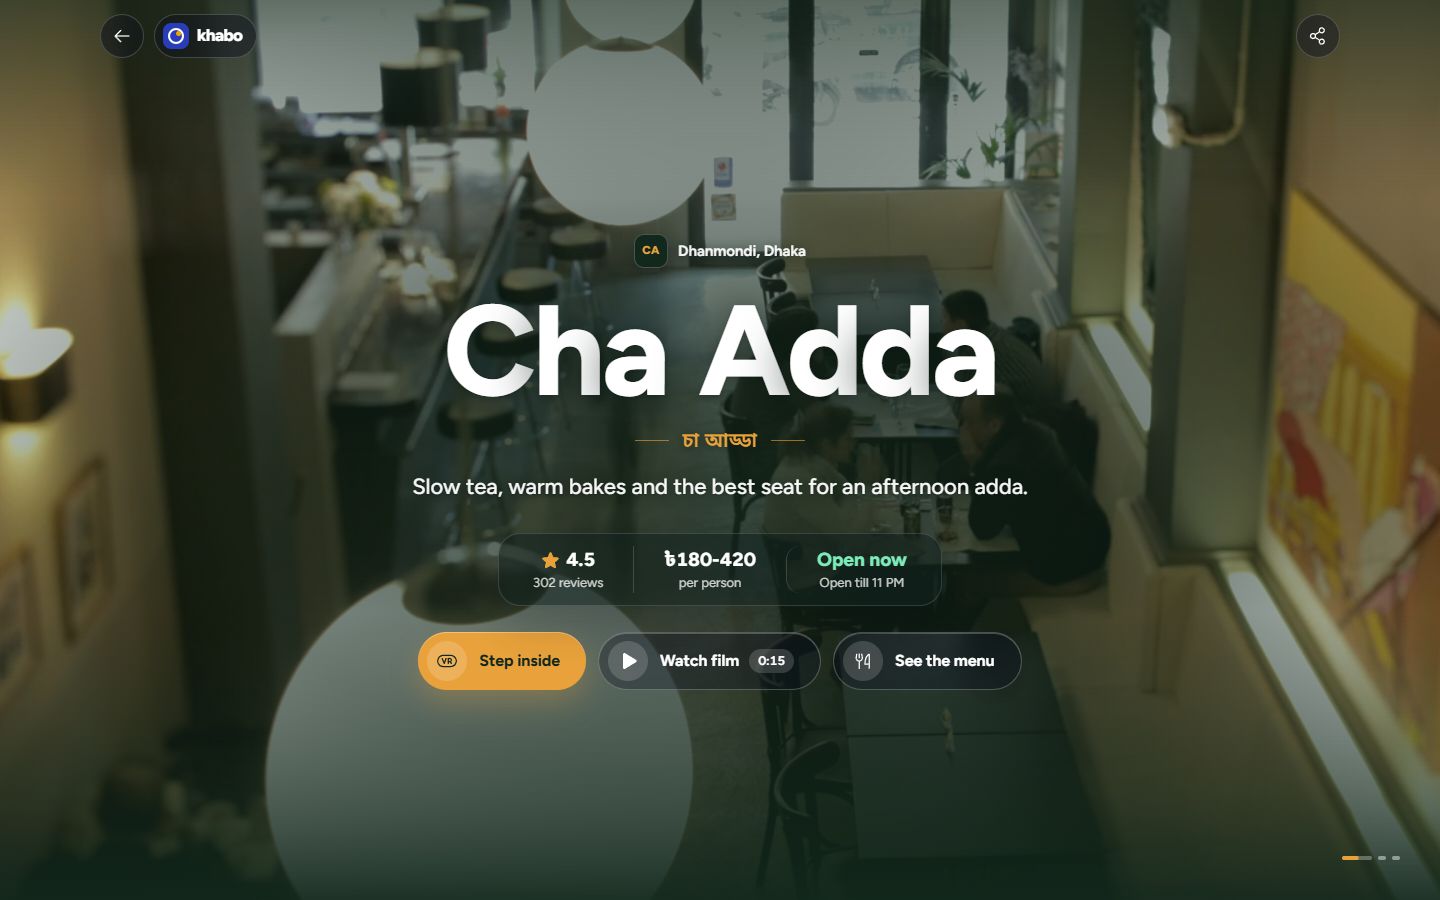 khabo
CA Dhanmondi, Dhaka
Cha Adda
চা আড্ডা
Slow tea, warm bakes and the best seat for an afternoon adda.
4.5
302 reviews
৳180-420
per person
Open now
Open till 11 PM
VR Step inside
Watch film 0:15
See the menu